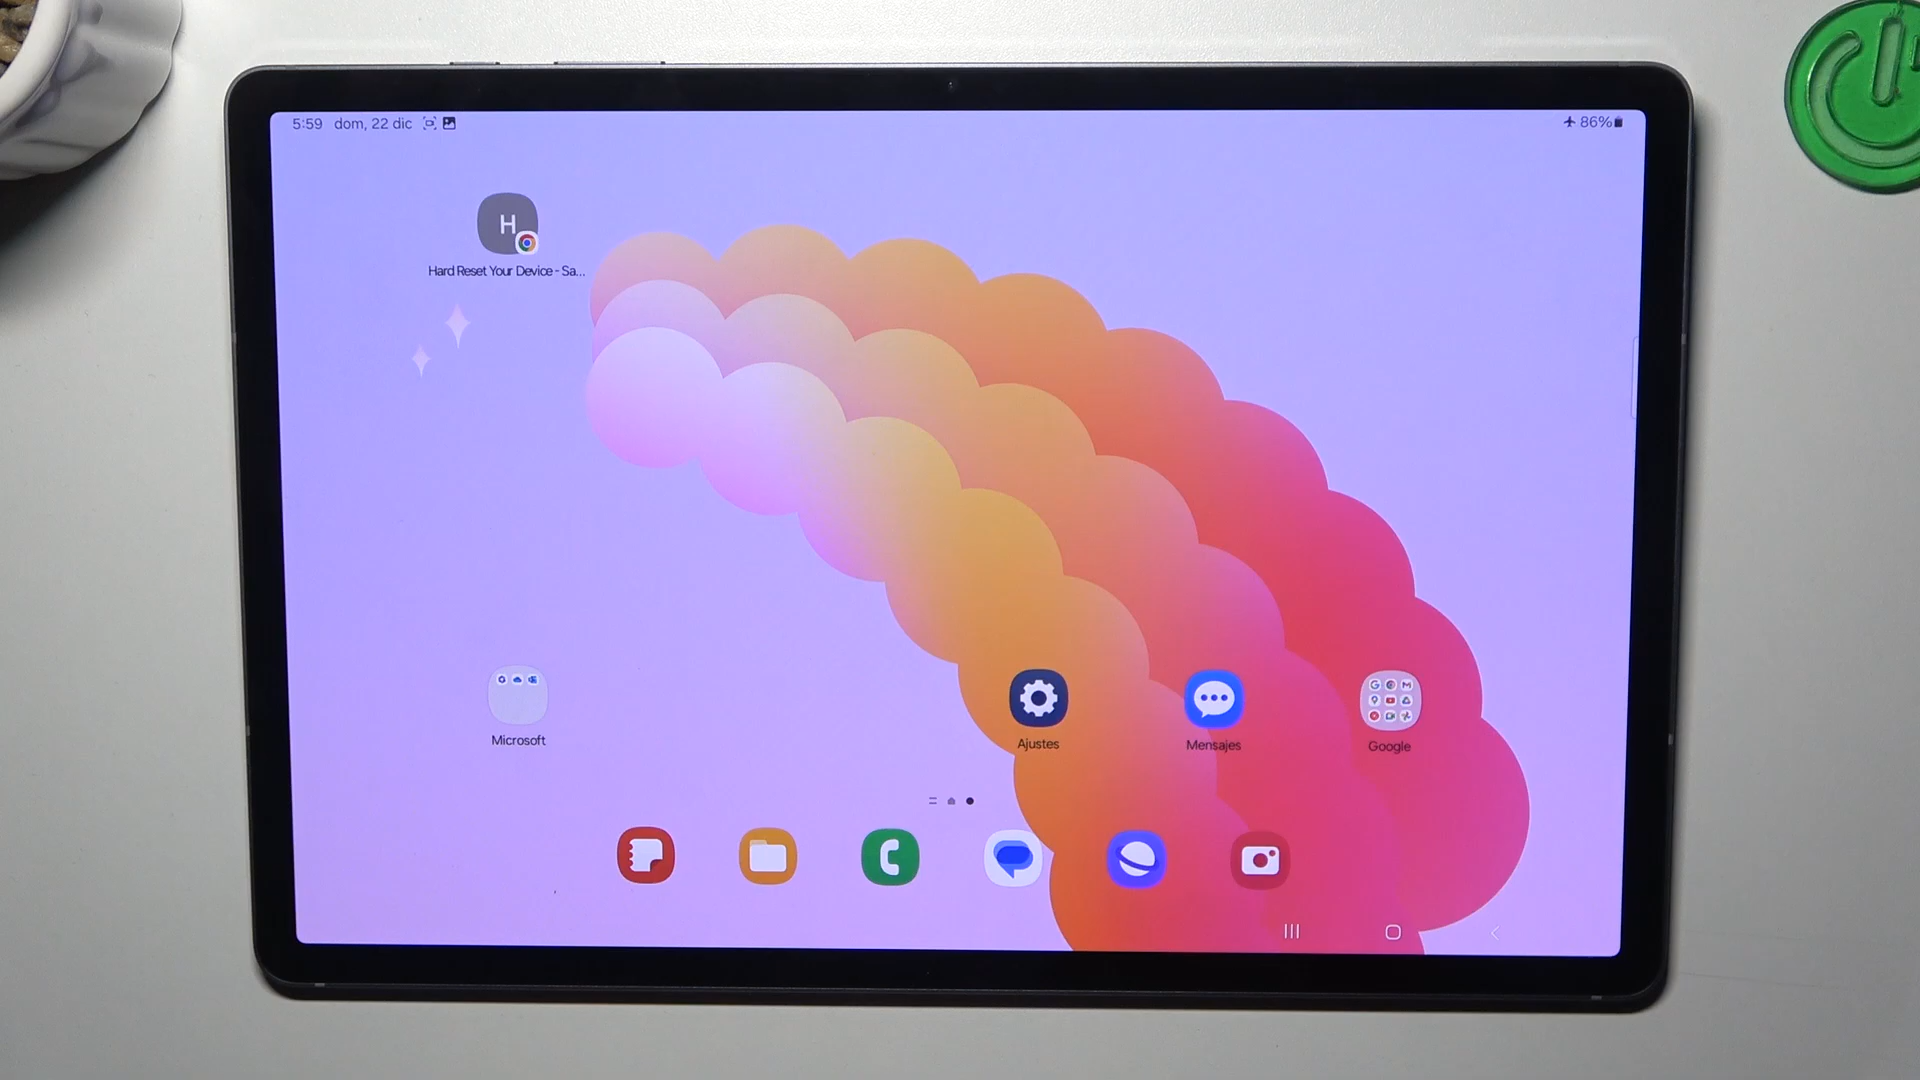 5:59 dom, 22 dic 86%
H
Hard Reset Your Device - Sa...
Microsoft
Ajustes
Mensajes
Google